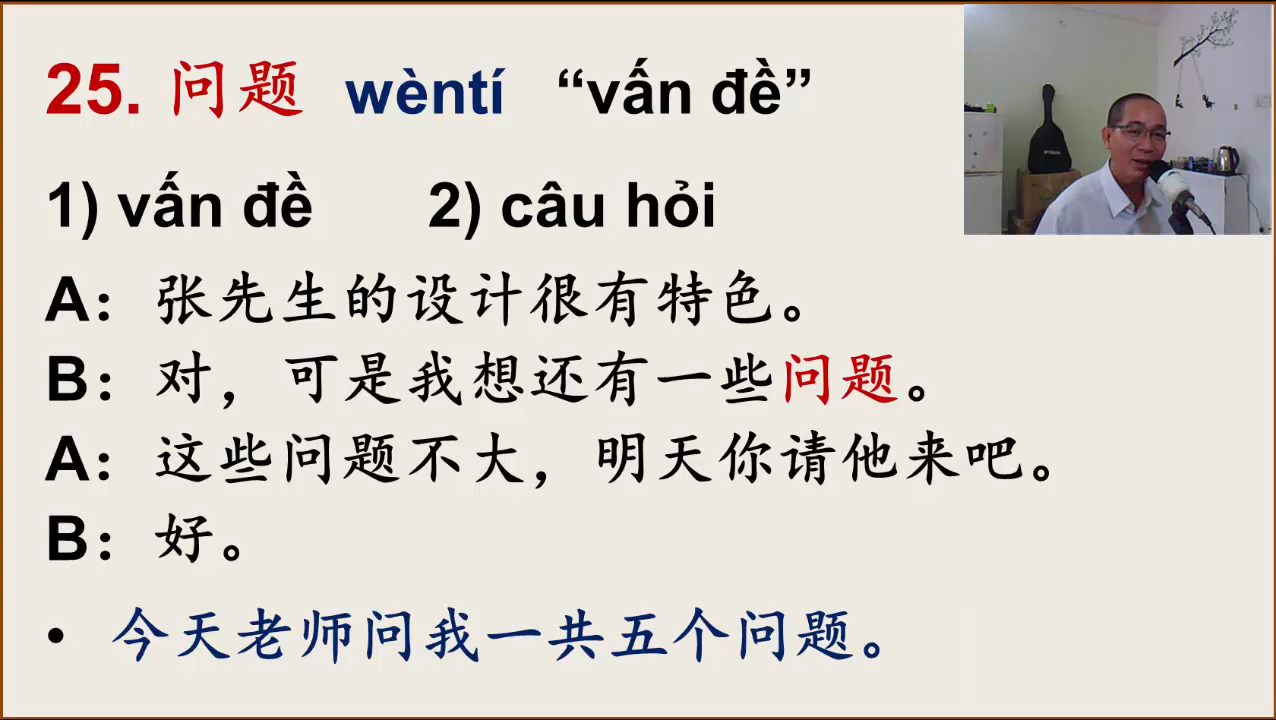 25. 问题 wèntí “vấn đề”
1) vấn đề 2) câu hỏi
A：张先生的设计很有特色。
B：对，可是我想还有一些问题。
A：这些问题不大，明天你请他来吧。
B：好。
• 今天老师问我一共五个问题。